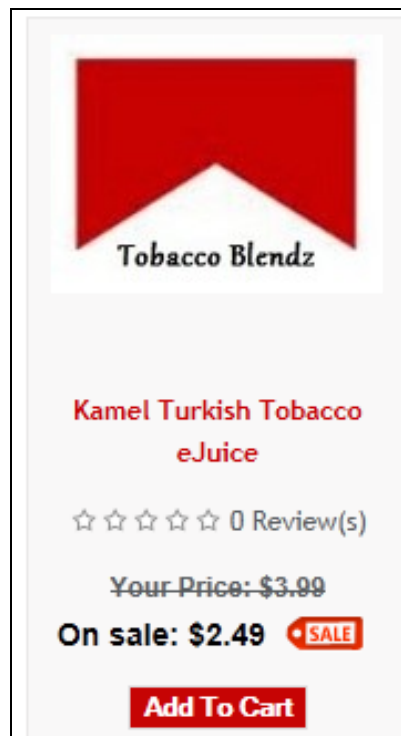 Tobacco Blendz
Kamel Turkish Tobacco
eJuice
0 Review(s)
Your Price: $3.99
On sale: $2.49 SALE
Add To Cart